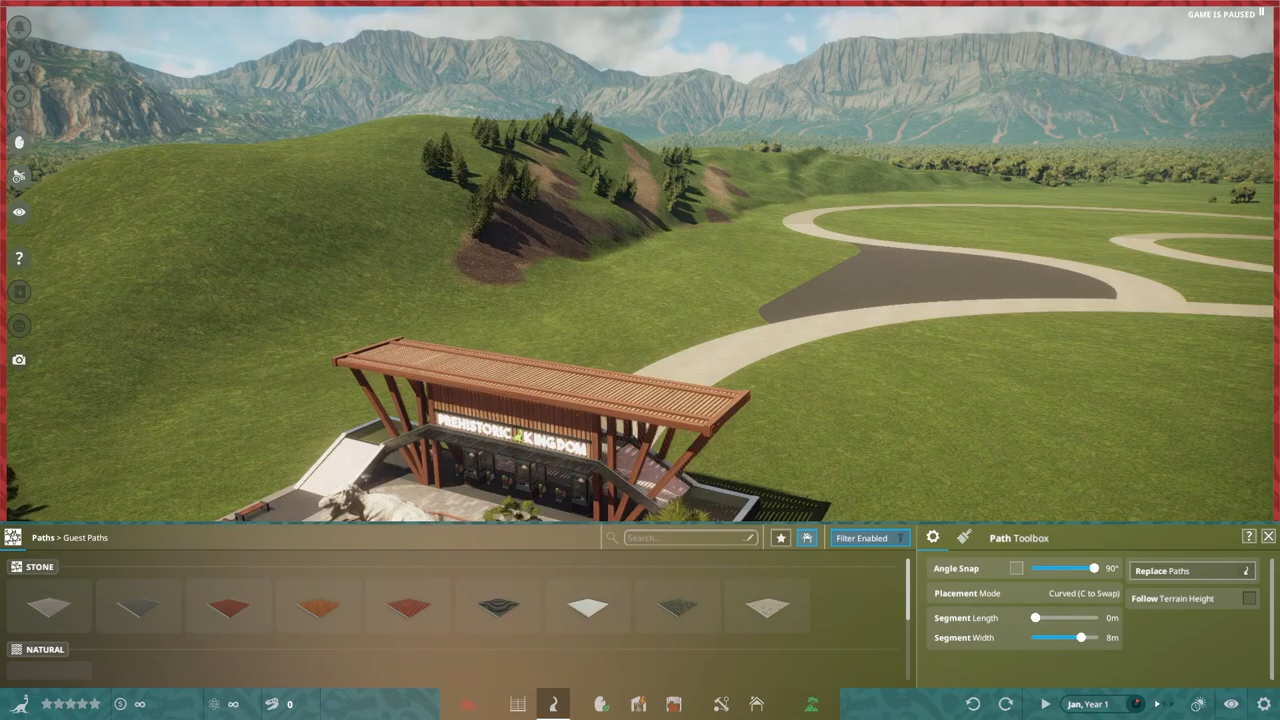 GAME IS PAUSED
PREHISTORIC KINGDOM
Paths > Guest Paths
Search...
Filter Enabled
Path Toolbox
?
STONE
Angle Snap 90°
Replace Paths
Placement Mode Curved (C to Swap)
Follow Terrain Height
Segment Length 0m
Segment Width 8m
NATURAL
∞
∞
0
Jan, Year 1
?